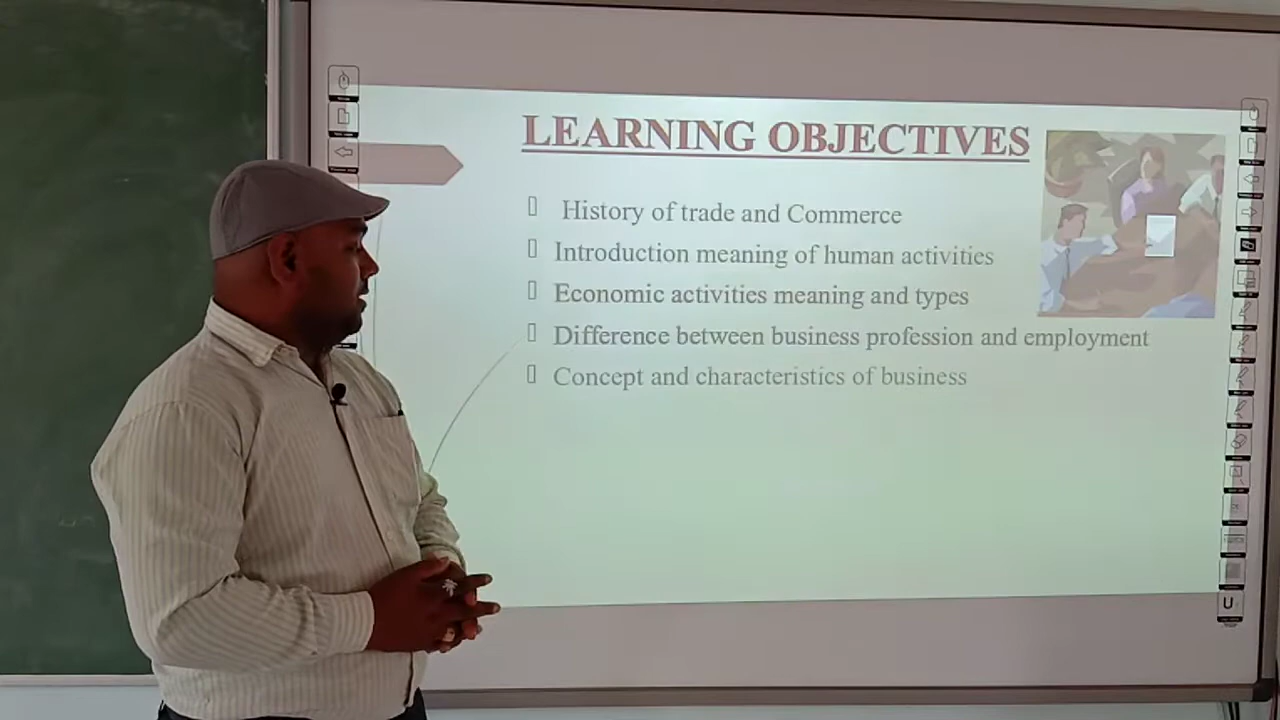 LEARNING OBJECTIVES
History of trade and Commerce
Introduction meaning of human activities
Economic activities meaning and types
Difference between business profession and employment
Concept and characteristics of business
U